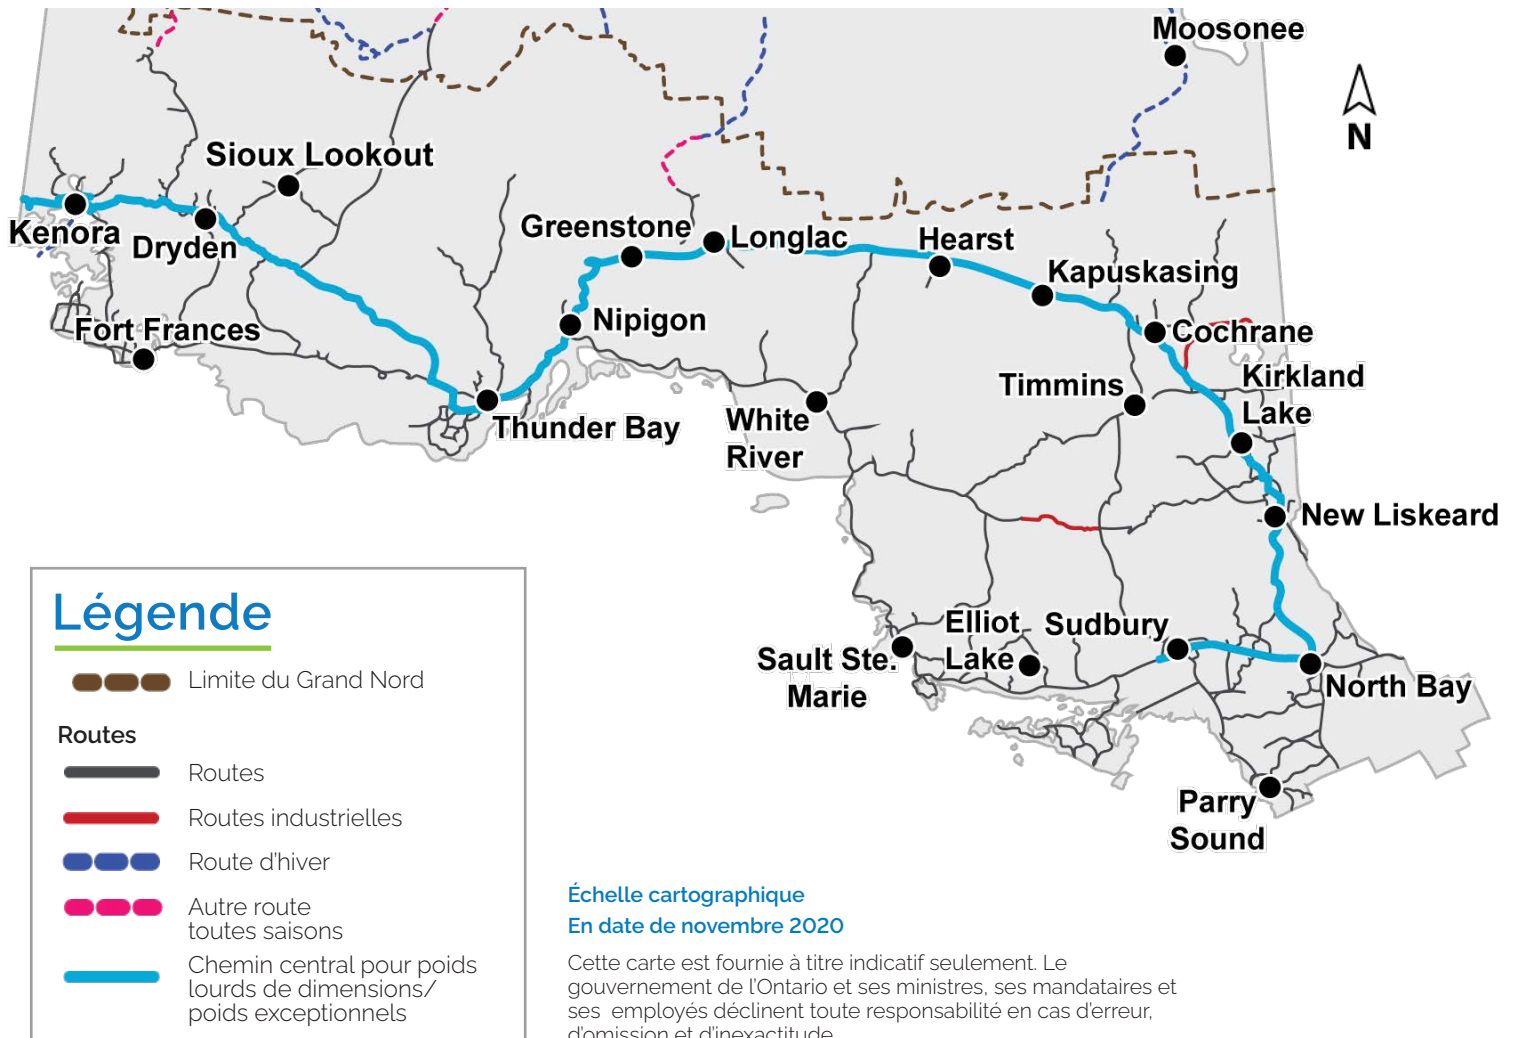 Moosonee
N
Sioux Lookout
Kenora
Dryden
Greenstone
Longlac
Hearst
Kapuskasing
Fort Frances
Nipigon
Cochrane
Timmins
Kirkland
Lake
Thunder Bay
White
River
New Liskeard
Elliot
Lake
Sudbury
Sault Ste.
Marie
North Bay
Parry
Sound
Légende
Limite du Grand Nord
Routes
Routes
Routes industrielles
Route d'hiver
Autre route
toutes saisons
Chemin central pour poids
lourds de dimensions/
poids exceptionnels
Échelle cartographique
En date de novembre 2020
Cette carte est fournie à titre indicatif seulement. Le
gouvernement de l'Ontario et ses ministres, ses mandataires et
ses employés déclinent toute responsabilité en cas d'erreur,
d'omission et d'inexactitude